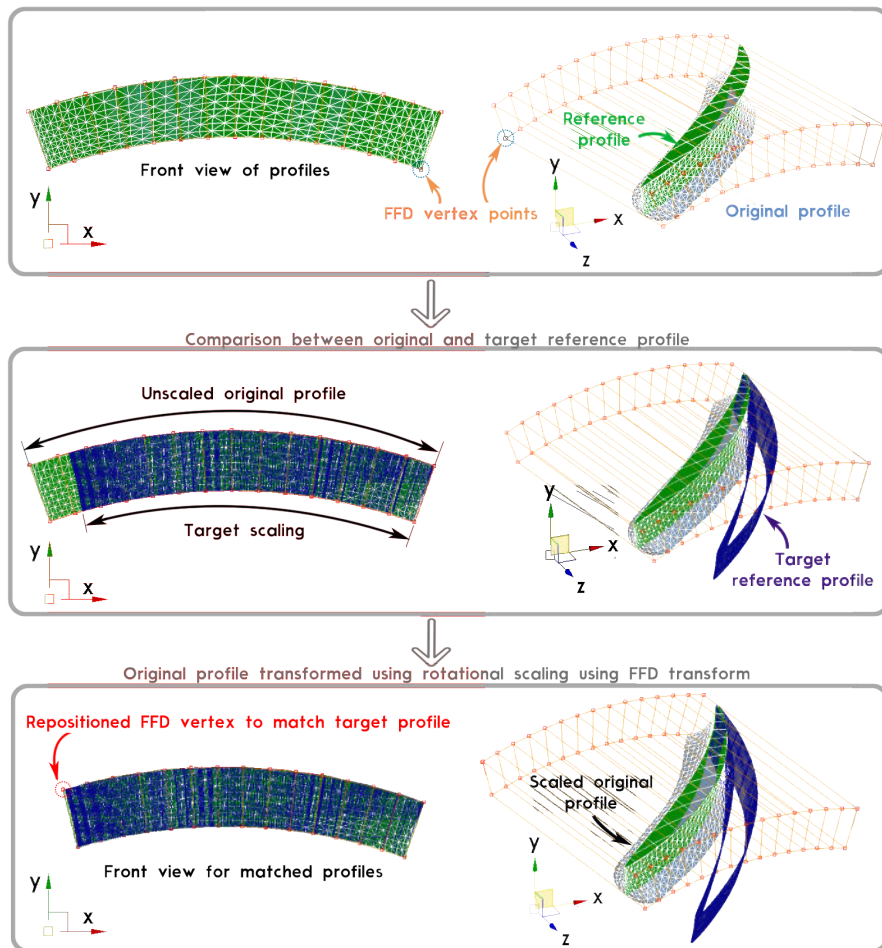 Front view of profiles
y
x
FFD vertex points
Reference
profile
Original profile
x
z
Comparison between original and target reference profile
Unscaled original profile
Target scaling
y
x
y
x
z
Target
reference profile
Original profile transformed using rotational scaling using FFD transform
Repositioned FFD vertex to match target profile
Front view for matched profiles
y
x
Scaled original
profile
y
x
z